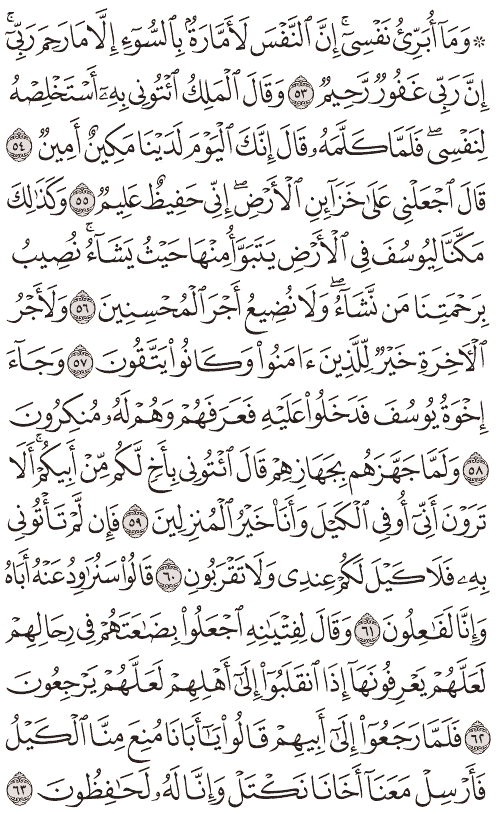 ۞ وَمَآ أُبَرِّئُ نَفْسِىٓ ۚ إِنَّ ٱلنَّفْسَ لَأَمَّارَةٌۢ بِٱلسُّوٓءِ إِلَّا مَا رَحِمَ رَبِّىٓ ۚ
إِنَّ رَبِّى غَفُورٌ رَّحِيمٌ ٥٣ وَقَالَ ٱلْمَلِكُ ٱئْتُونِى بِهِۦٓ أَسْتَخْلِصْهُ
لِنَفْسِى ۖ فَلَمَّا كَلَّمَهُۥ قَالَ إِنَّكَ ٱلْيَوْمَ لَدَيْنَا مَكِينٌ أَمِينٌ ٥٤
قَالَ ٱجْعَلْنِى عَلَىٰ خَزَآئِنِ ٱلْأَرْضِ ۖ إِنِّى حَفِيظٌ عَلِيمٌ ٥٥ وَكَذَٰلِكَ
مَكَّنَّا لِيُوسُفَ فِى ٱلْأَرْضِ يَتَبَوَّأُ مِنْهَا حَيْثُ يَشَآءُ ۚ نُصِيبُ
بِرَحْمَتِنَا مَن نَّشَآءُ ۖ وَلَا نُضِيعُ أَجْرَ ٱلْمُحْسِنِينَ ٥٦ وَلَأَجْرُ
ٱلْءَاخِرَةِ خَيْرٌ لِّلَّذِينَ ءَامَنُوا۟ وَكَانُوا۟ يَتَّقُونَ ٥٧ وَجَآءَ
إِخْوَةُ يُوسُفَ فَدَخَلُوا۟ عَلَيْهِ فَعَرَفَهُمْ وَهُمْ لَهُۥ مُنكِرُونَ
٥٨ وَلَمَّا جَهَّزَهُم بِجَهَازِهِمْ قَالَ ٱئْتُونِى بِأَخٍ لَّكُم مِّنْ أَبِيكُمْ ۚ أَلَا
تَرَوْنَ أَنِّىٓ أُوفِى ٱلْكَيْلَ وَأَنَا۠ خَيْرُ ٱلْمُنزِلِينَ ٥٩ فَإِن لَّمْ تَأْتُونِى
بِهِۦ فَلَا كَيْلَ لَكُمْ عِندِى وَلَا تَقْرَبُونِ ٦٠ قَالُوا۟ سَنُرَٰوِدُ عَنْهُ أَبَاهُ
وَإِنَّا لَفَٰعِلُونَ ٦١ وَقَالَ لِفِتْيَٰنِهِ ٱجْعَلُوا۟ بِضَٰعَتَهُمْ فِى رِحَالِهِمْ
لَعَلَّهُمْ يَعْرِفُونَهَآ إِذَا ٱنقَلَبُوٓا۟ إِلَىٰٓ أَهْلِهِمْ لَعَلَّهُمْ يَرْجِعُونَ
٦٢ فَلَمَّا رَجَعُوٓا۟ إِلَىٰٓ أَبِيهِمْ قَالُوا۟ يَٰٓأَبَانَا مُنِعَ مِنَّا ٱلْكَيْلُ
فَأَرْسِلْ مَعَنَآ أَخَانَا نَكْتَلْ وَإِنَّا لَهُۥ لَحَٰفِظُونَ ٦٣